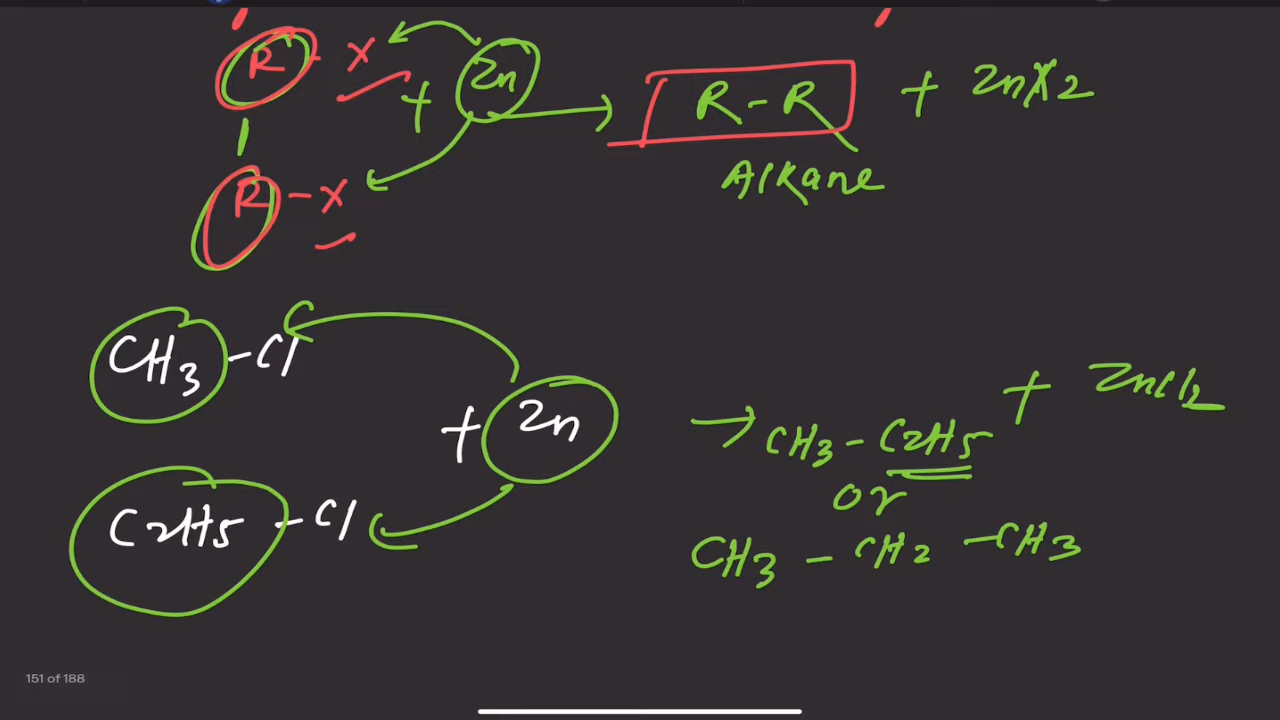 R - X
+ Zn → R - R + ZnX2
Alkane
R - X
CH3 - Cl
+ Zn → CH3 - C2H5 + ZnCl2
or
C2H5 - Cl
CH3 - CH2 - CH3
151 of 188